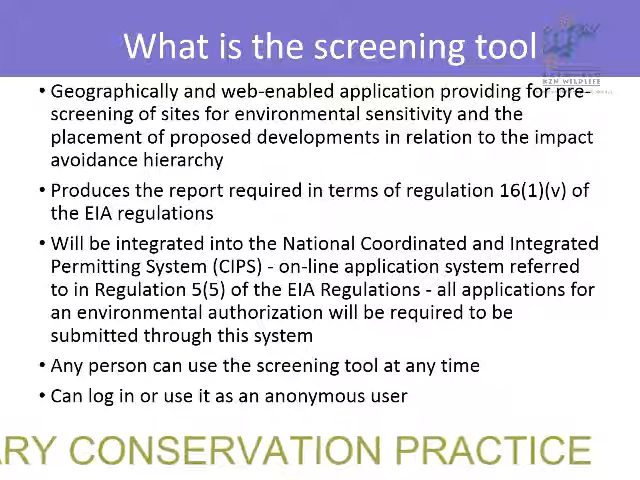 What is the screening tool
KZN WILDLIFE
• Geographically and web-enabled application providing for pre-
screening of sites for environmental sensitivity and the
placement of proposed developments in relation to the impact
avoidance hierarchy
• Produces the report required in terms of regulation 16(1)(v) of
the EIA regulations
• Will be integrated into the National Coordinated and Integrated
Permitting System (CIPS) - on-line application system referred
to in Regulation 5(5) of the EIA Regulations - all applications for
an environmental authorization will be required to be
submitted through this system
• Any person can use the screening tool at any time
• Can log in or use it as an anonymous user
ARY CONSERVATION PRACTICE